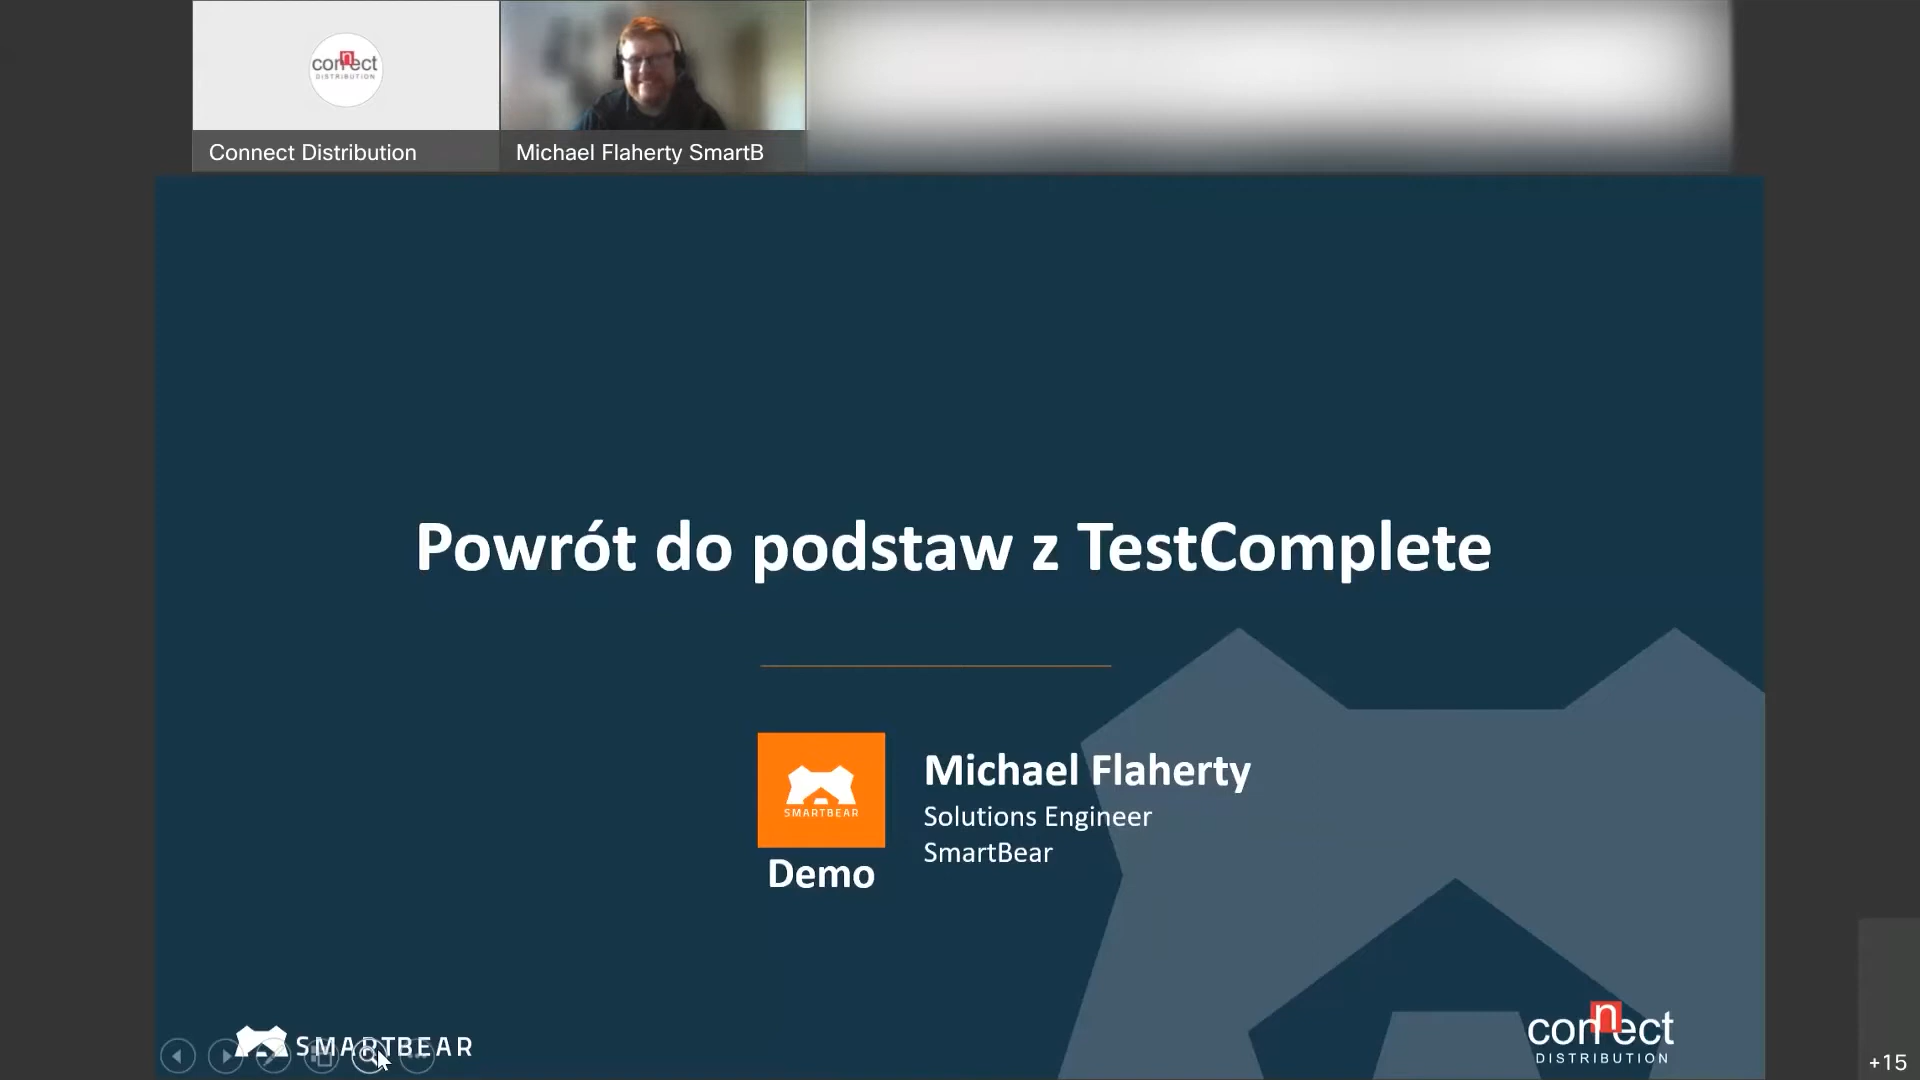 connect
DISTRIBUTION
Connect Distribution
Michael Flaherty SmartB
Powrót do podstaw z TestComplete
SMARTBEAR
Demo
Michael Flaherty
Solutions Engineer
SmartBear
SMARTBEAR
connect
DISTRIBUTION
+15